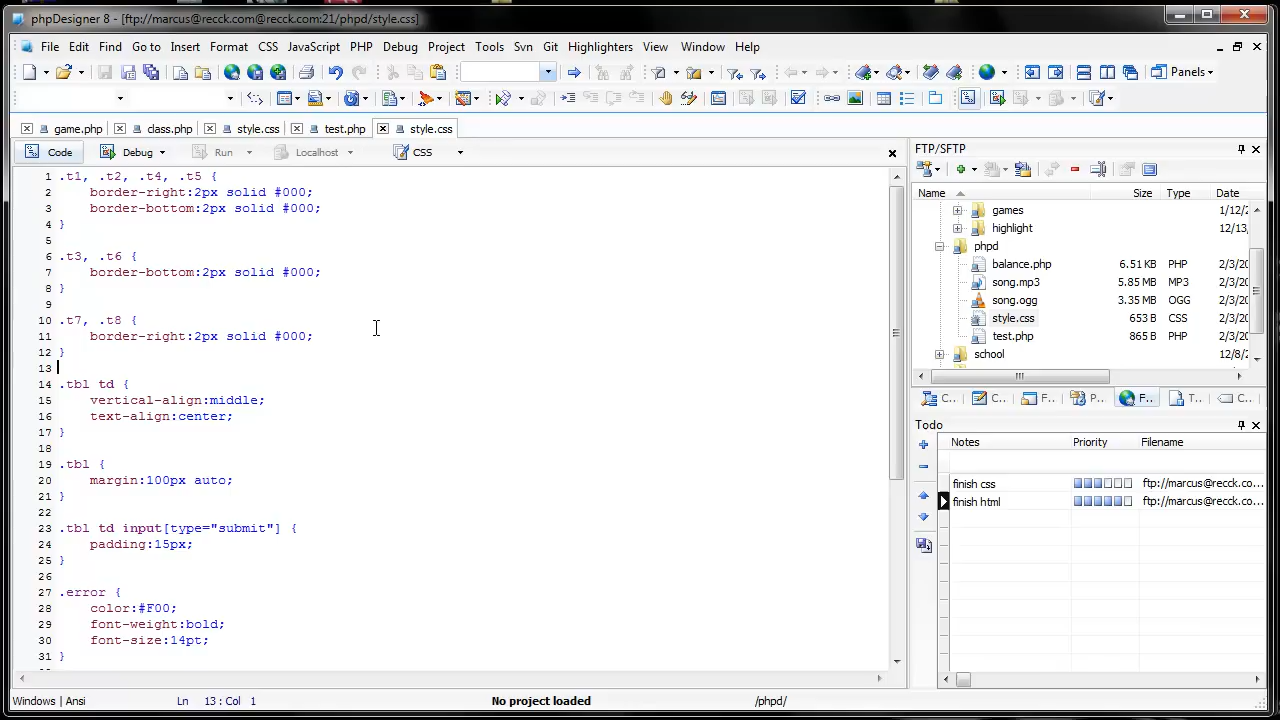 phpDesigner 8 - [ftp://marcus@recck.com@recck.com:21/phpd/style.css]
File Edit Find Go to Insert Format CSS JavaScript PHP Debug Project Tools Svn Git Highlighters View Window Help
Panels
game.php class.php style.css test.php style.css
Code Debug Run Localhost CSS
1 .t1, .t2, .t4, .t5 {
2 border-right:2px solid #000;
3 border-bottom:2px solid #000;
4 }
5
6 .t3, .t6 {
7 border-bottom:2px solid #000;
8 }
9
10 .t7, .t8 {
11 border-right:2px solid #000;
12 }
13
14 .tbl td {
15 vertical-align:middle;
16 text-align:center;
17 }
18
19 .tbl {
20 margin:100px auto;
21 }
22
23 .tbl td input[type="submit"] {
24 padding:15px;
25 }
26
27 .error {
28 color:#F00;
29 font-weight:bold;
30 font-size:14pt;
31 }
FTP/SFTP
Name Size Type Date
games 1/12/2
highlight 12/13,
phpd
balance.php 6.51 KB PHP 2/3/20
song.mp3 5.85 MB MP3 2/3/20
song.ogg 3.35 MB OGG 2/3/20
style.css 653 B CSS 2/3/20
test.php 865 B PHP 2/3/20
school 12/8/2
C... C... F... P... F... T... C...
Todo
Notes Priority Filename
finish css ftp://marcus@recck.co...
finish html ftp://marcus@recck.co...
Windows | Ansi Ln 13 : Col 1 No project loaded /phpd/